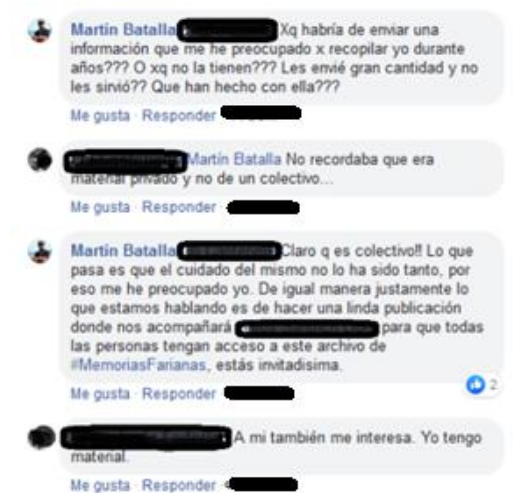 Martín Batalla Xq habría de enviar una
información que me he preocupado x recopilar yo durante
años??? O xq no la tienen??? Les envié gran cantidad y no
les sirvió?? Que han hecho con ella???
Me gusta · Responder
Martín Batalla No recordaba que era
material privado y no de un colectivo...
Me gusta · Responder
Martín Batalla Claro q es colectivo!! Lo que
pasa es que el cuidado del mismo no lo ha sido tanto, por
eso me he preocupado yo. De igual manera justamente lo
que estamos hablando es de hacer una linda publicación
donde nos acompañará para que todas
las personas tengan acceso a este archivo de
#MemoriasFarianas, estás invitadisima.
2
Me gusta · Responder
A mi también me interesa. Yo tengo
material.
Me gusta · Responder